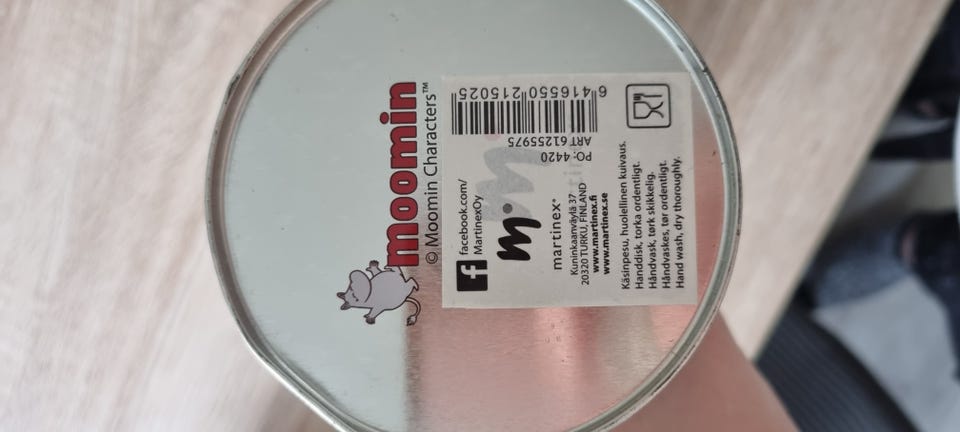 moomin
© Moomin Characters™
6 416550 215025
ART 61255975
PO: 4420
facebook.com/
MartinexOy
m.
martinex®
Kuninkaanväylä 37
20320 TURKU, FINLAND
www.martinex.fi
www.martinex.se
Käsinpesu, huolellinen kuivaus.
Handdisk, torka ordentligt.
Håndvask, tørk skikkelig.
Håndvaskes, tør ordentligt.
Hand wash, dry thoroughly.